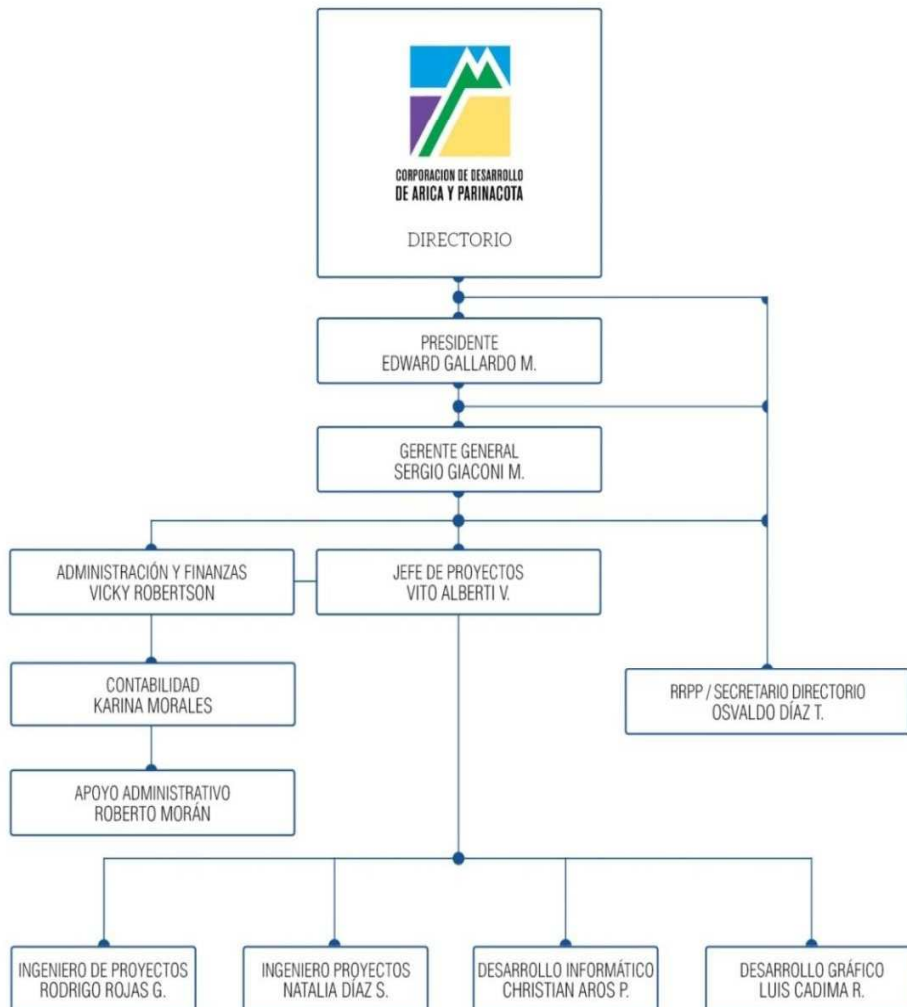 CORPORACION DE DESARROLLO
DE ARICA Y PARINACOTA
DIRECTORIO
PRESIDENTE
EDWARD GALLARDO M.
GERENTE GENERAL
SERGIO GIACONI M.
ADMINISTRACIÓN Y FINANZAS
VICKY ROBERTSON
JEFE DE PROYECTOS
VITO ALBERTI V.
CONTABILIDAD
KARINA MORALES
RRPP / SECRETARIO DIRECTORIO
OSVALDO DÍAZ T.
APOYO ADMINISTRATIVO
ROBERTO MORÁN
INGENIERO DE PROYECTOS
RODRIGO ROJAS G.
INGENIERO PROYECTOS
NATALIA DÍAZ S.
DESARROLLO INFORMÁTICO
CHRISTIAN AROS P.
DESARROLLO GRÁFICO
LUIS CADIMA R.